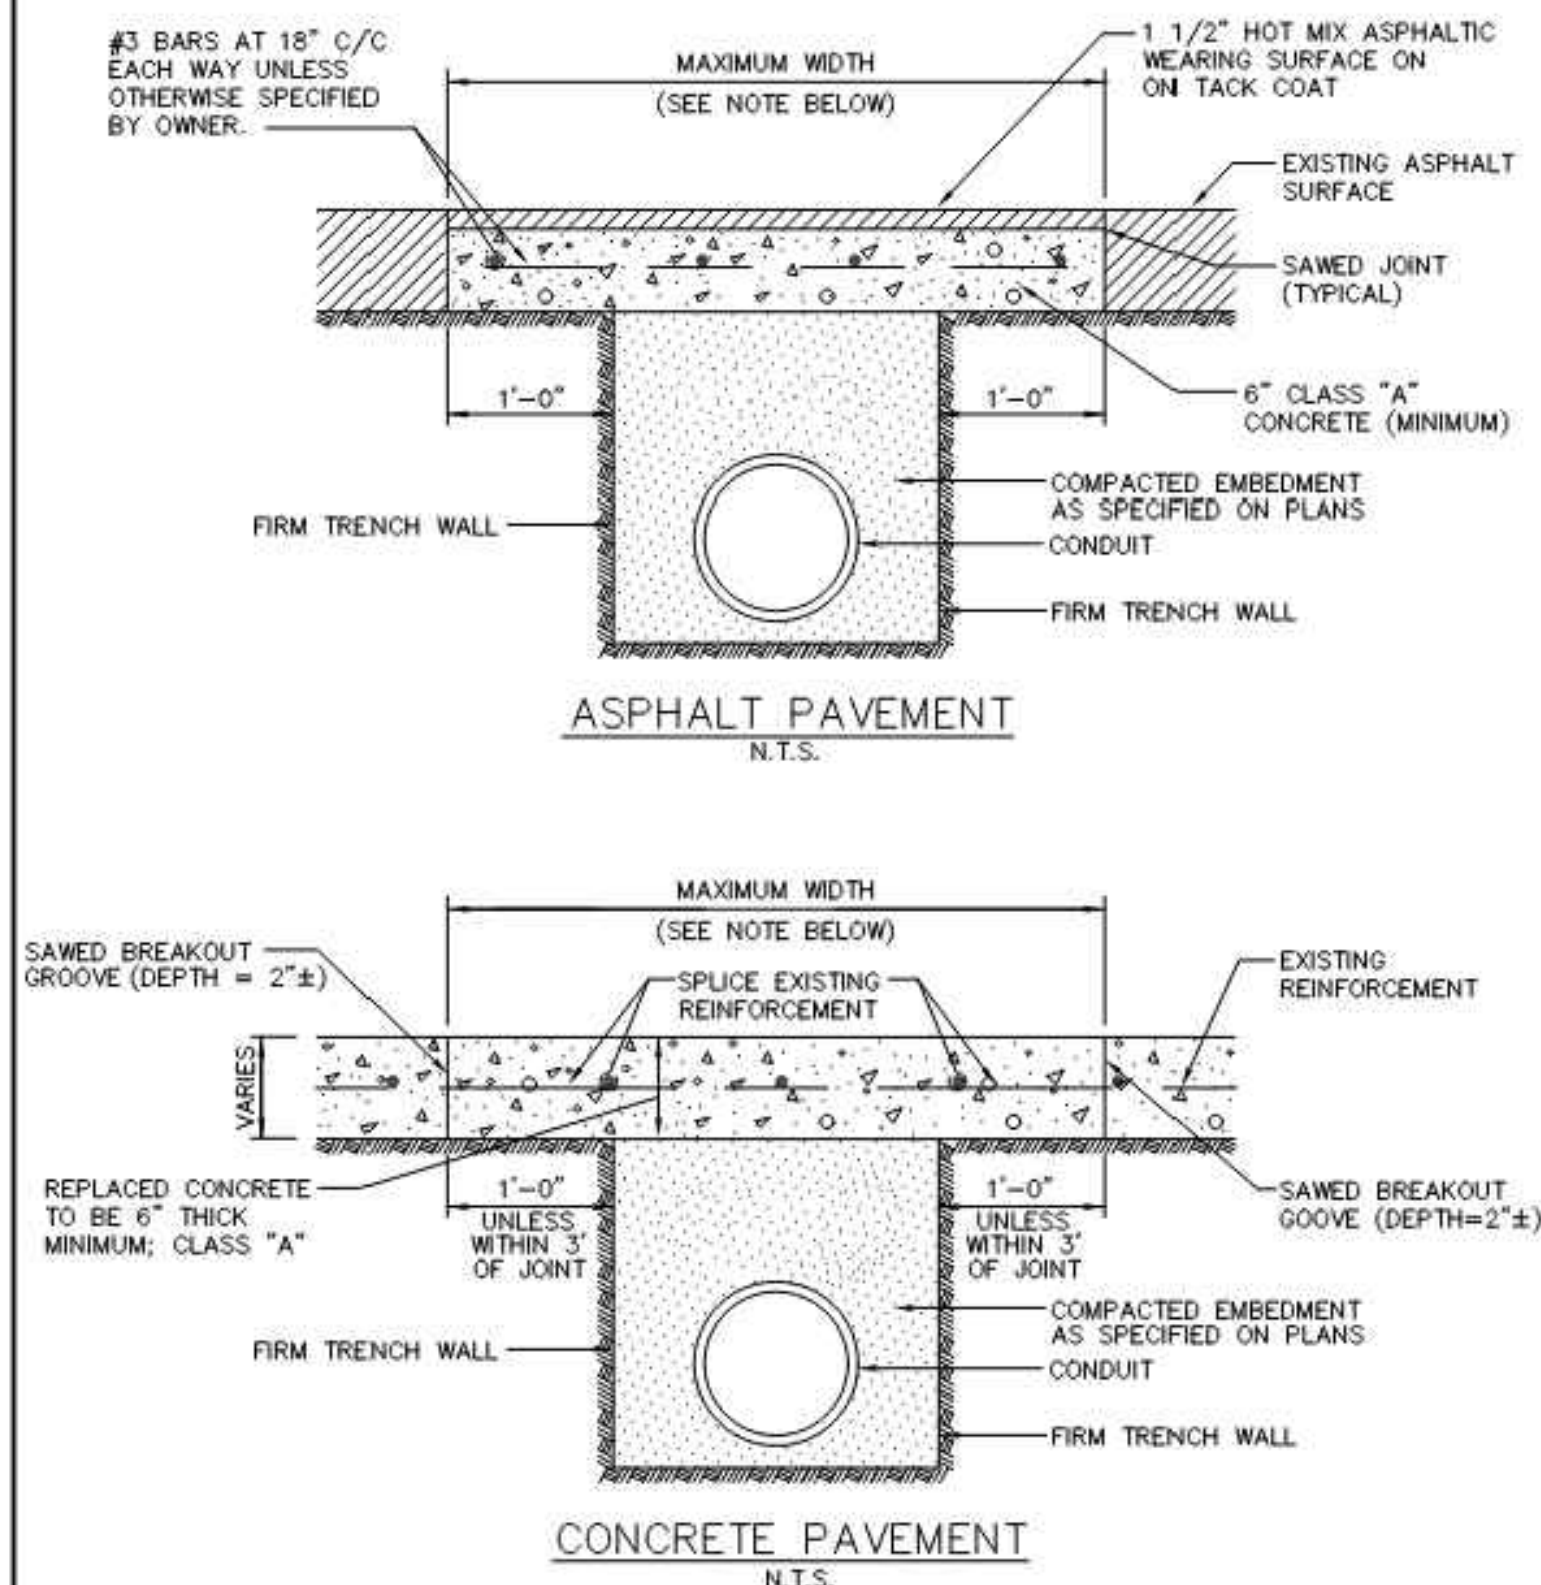 #3 BARS AT 18" C/C
EACH WAY UNLESS
OTHERWISE SPECIFIED
BY OWNER.
MAXIMUM WIDTH
(SEE NOTE BELOW)
1 1/2" HOT MIX ASPHALTIC
WEARING SURFACE ON
ON TACK COAT
EXISTING ASPHALT
SURFACE
SAWED JOINT
(TYPICAL)
1'-0"
1'-0"
6" CLASS "A"
CONCRETE (MINIMUM)
COMPACTED EMBEDMENT
AS SPECIFIED ON PLANS
FIRM TRENCH WALL
CONDUIT
FIRM TRENCH WALL
ASPHALT PAVEMENT
N.T.S.
MAXIMUM WIDTH
(SEE NOTE BELOW)
SAWED BREAKOUT
GROOVE (DEPTH = 2"±)
SPLICE EXISTING
REINFORCEMENT
EXISTING
REINFORCEMENT
VARIES
REPLACED CONCRETE
TO BE 6" THICK
MINIMUM; CLASS "A"
1'-0"
UNLESS
WITHIN 3'
OF JOINT
1'-0"
UNLESS
WITHIN 3'
OF JOINT
SAWED BREAKOUT
GOOVE (DEPTH=2"±)
COMPACTED EMBEDMENT
AS SPECIFIED ON PLANS
FIRM TRENCH WALL
CONDUIT
FIRM TRENCH WALL
CONCRETE PAVEMENT
N.T.S.